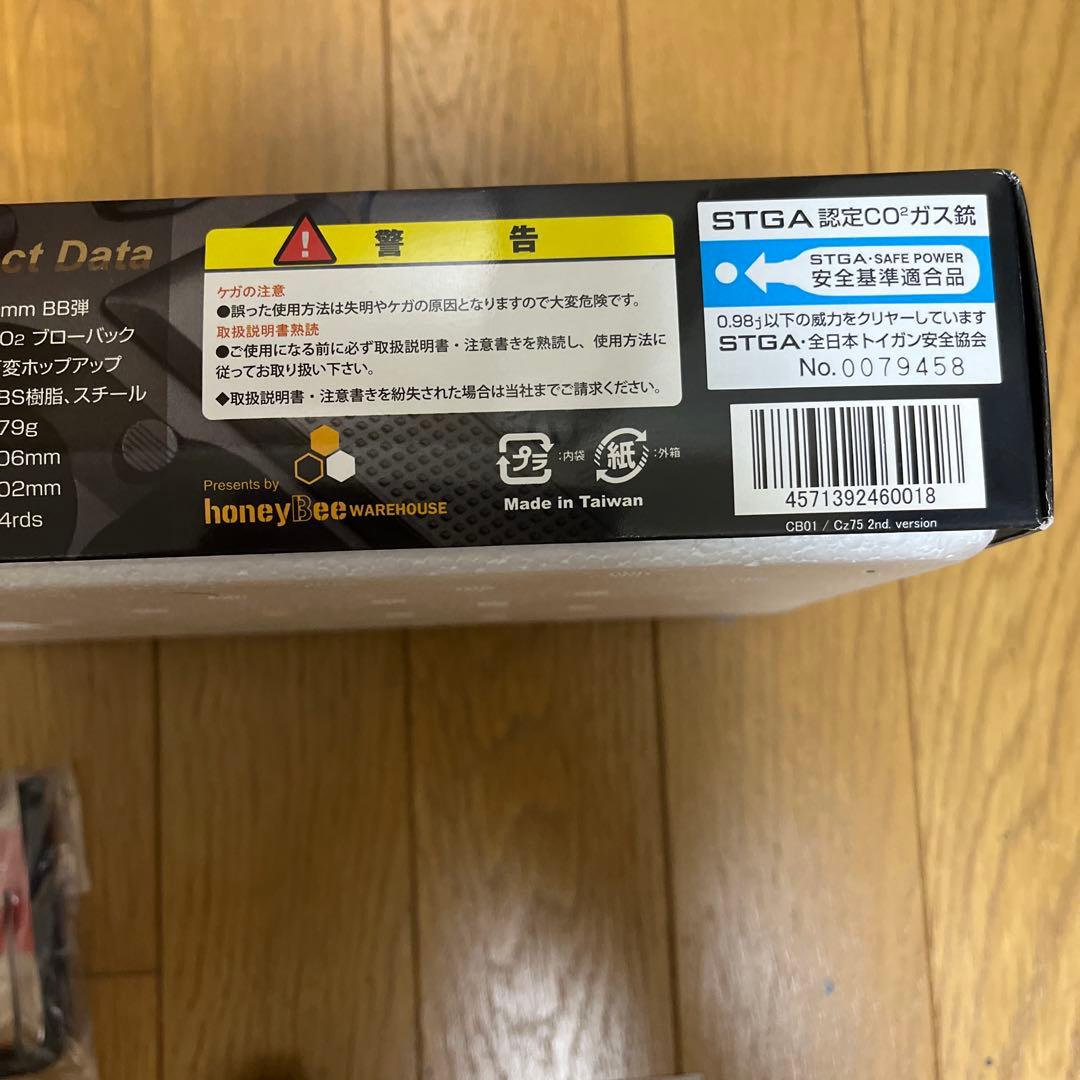 ct Data
mm BB弾
O2 ブローバック
変ホップアップ
BS樹脂、スチール
79g
06mm
02mm
4rds
警 告
ケガの注意
●誤った使用方法は失明やケガの原因となりますので大変危険です。
取扱説明書熟読
●ご使用になる前に必ず取扱説明書・注意書きを熟読し、使用方法に
従ってお取り扱い下さい。
◆取扱説明書・注意書きを紛失された場合は当社までご請求ください。
Presents by
honeyBee WAREHOUSE
プラ :内袋 紙 :外箱
Made in Taiwan
STGA 認定CO²ガス銃
STGA・SAFE POWER
安全基準適合品
0.98J以下の威力をクリヤーしています
STGA・全日本トイガン安全協会
No.0079458
4571392460018
CB01 / Cz75 2nd. version